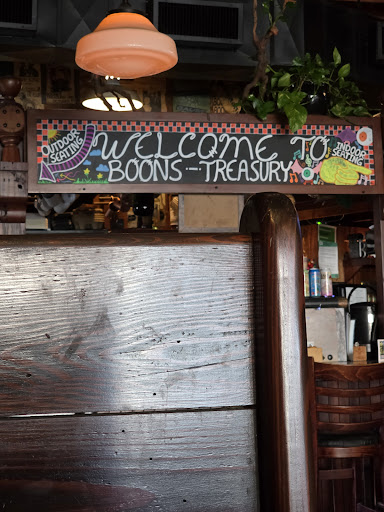 OUTDOOR
SEATING
WELCOME TO
BOONS-TREASURY
INDOOR
SEATING